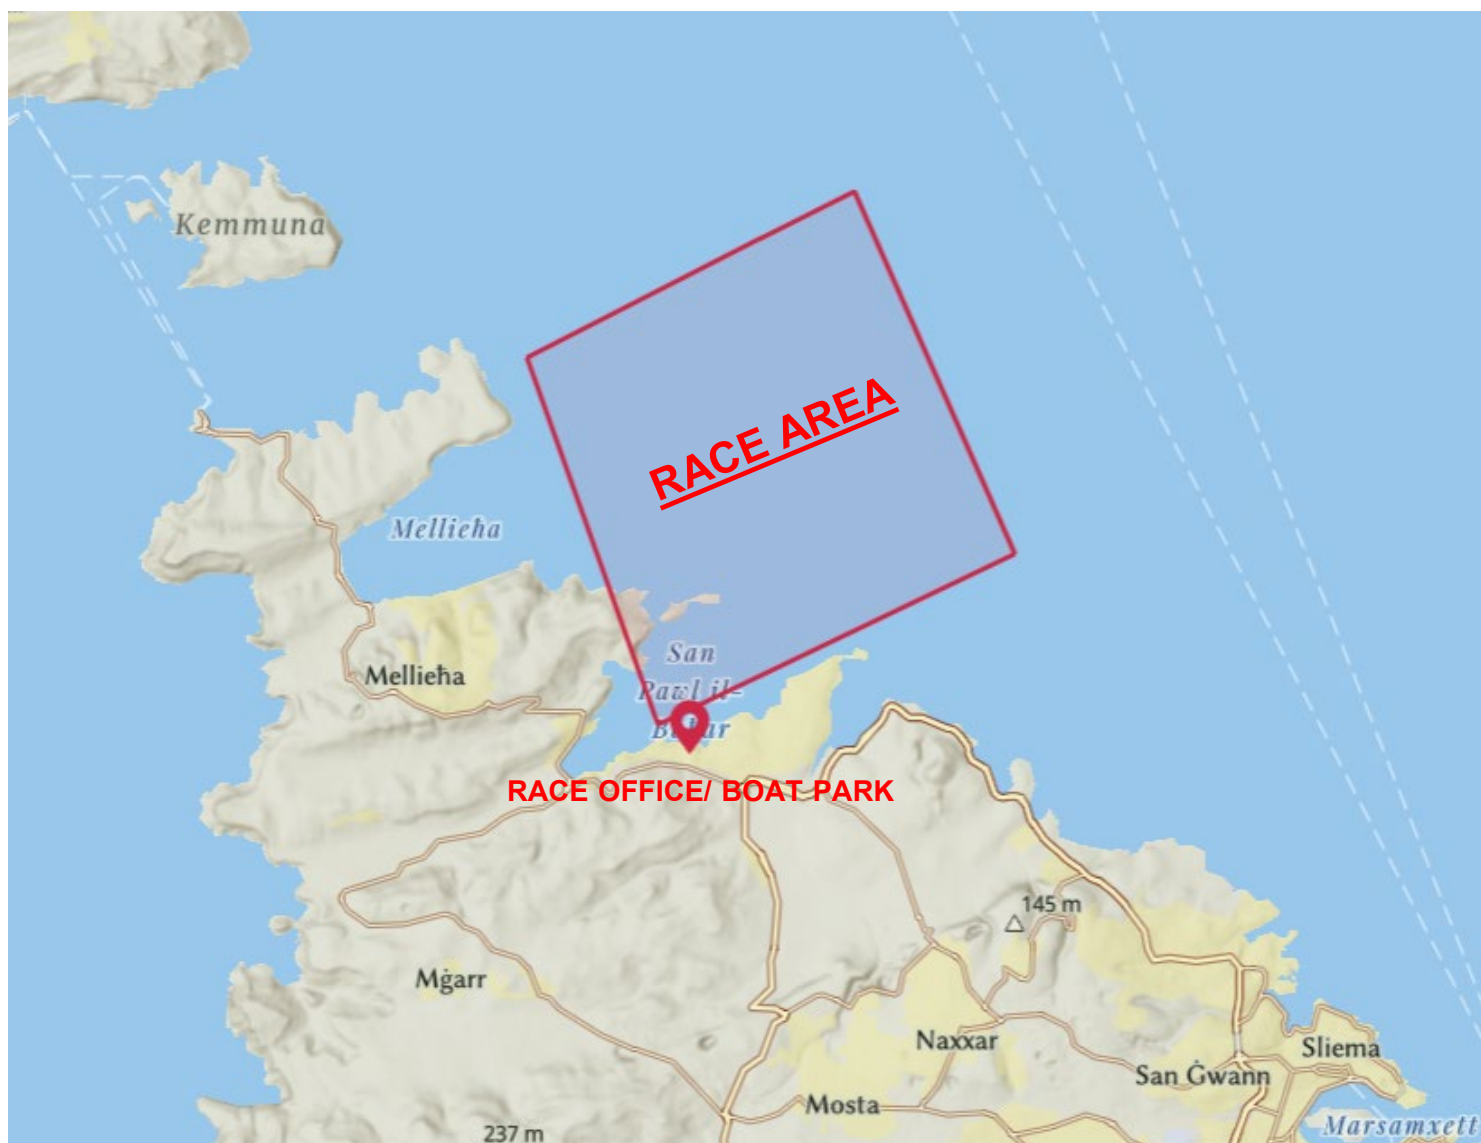 Kemmuna
RACE AREA
Mellieħa
San
Pawl il-
Baħar
Mellieħa
RACE OFFICE/ BOAT PARK
145 m
Mġarr
Naxxar
Sliema
San Ġwann
Mosta
Marsamxett
237 m